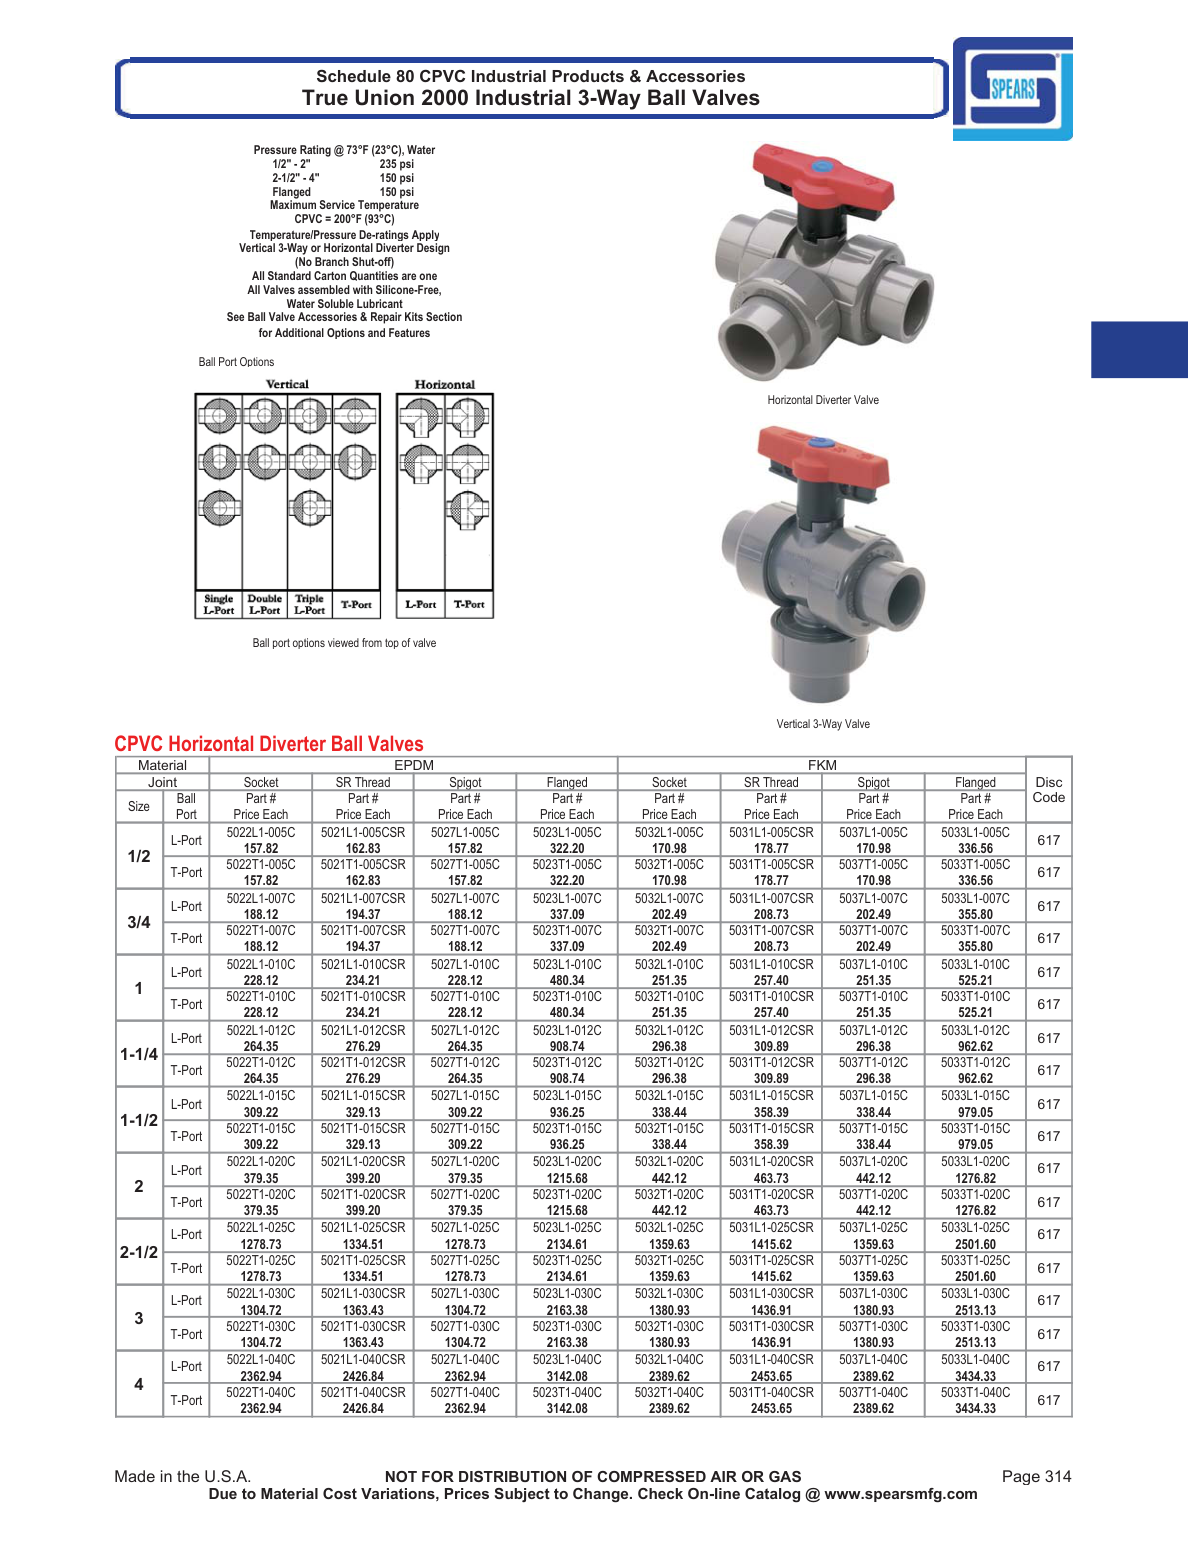 Schedule 80 CPVC Industrial Products & Accessories
True Union 2000 Industrial 3-Way Ball Valves
SPEARS
Pressure Rating @ 73°F (23°C), Water
1/2" - 2" 235 psi
2-1/2" - 4" 150 psi
Flanged 150 psi
Maximum Service Temperature
CPVC = 200°F (93°C)
Temperature/Pressure De-ratings Apply
Vertical 3-Way or Horizontal Diverter Design
(No Branch Shut-off)
All Standard Carton Quantities are one
All Valves assembled with Silicone-Free,
Water Soluble Lubricant
See Ball Valve Accessories & Repair Kits Section
for Additional Options and Features
Ball Port Options
Vertical Horizontal
Single L-Port Double L-Port Triple L-Port T-Port L-Port T-Port
Ball port options viewed from top of valve
Horizontal Diverter Valve
Vertical 3-Way Valve
CPVC Horizontal Diverter Ball Valves
Material EPDM FKM Disc Code
Joint Socket SR Thread Spigot Flanged Socket SR Thread Spigot Flanged
Size Ball Port Part # Part # Part # Part # Part # Part # Part # Part #
Price Each Price Each Price Each Price Each Price Each Price Each Price Each Price Each
1/2 L-Port 5022L1-005C 5021L1-005CSR 5027L1-005C 5023L1-005C 5032L1-005C 5031L1-005CSR 5037L1-005C 5033L1-005C 617
157.82 162.83 157.82 322.20 170.98 178.77 170.98 336.56
T-Port 5022T1-005C 5021T1-005CSR 5027T1-005C 5023T1-005C 5032T1-005C 5031T1-005CSR 5037T1-005C 5033T1-005C 617
157.82 162.83 157.82 322.20 170.98 178.77 170.98 336.56
3/4 L-Port 5022L1-007C 5021L1-007CSR 5027L1-007C 5023L1-007C 5032L1-007C 5031L1-007CSR 5037L1-007C 5033L1-007C 617
188.12 194.37 188.12 337.09 202.49 208.73 202.49 355.80
T-Port 5022T1-007C 5021T1-007CSR 5027T1-007C 5023T1-007C 5032T1-007C 5031T1-007CSR 5037T1-007C 5033T1-007C 617
188.12 194.37 188.12 337.09 202.49 208.73 202.49 355.80
1 L-Port 5022L1-010C 5021L1-010CSR 5027L1-010C 5023L1-010C 5032L1-010C 5031L1-010CSR 5037L1-010C 5033L1-010C 617
228.12 234.21 228.12 480.34 251.35 257.40 251.35 525.21
T-Port 5022T1-010C 5021T1-010CSR 5027T1-010C 5023T1-010C 5032T1-010C 5031T1-010CSR 5037T1-010C 5033T1-010C 617
228.12 234.21 228.12 480.34 251.35 257.40 251.35 525.21
1-1/4 L-Port 5022L1-012C 5021L1-012CSR 5027L1-012C 5023L1-012C 5032L1-012C 5031L1-012CSR 5037L1-012C 5033L1-012C 617
264.35 276.29 264.35 908.74 296.38 309.89 296.38 962.62
T-Port 5022T1-012C 5021T1-012CSR 5027T1-012C 5023T1-012C 5032T1-012C 5031T1-012CSR 5037T1-012C 5033T1-012C 617
264.35 276.29 264.35 908.74 296.38 309.89 296.38 962.62
1-1/2 L-Port 5022L1-015C 5021L1-015CSR 5027L1-015C 5023L1-015C 5032L1-015C 5031L1-015CSR 5037L1-015C 5033L1-015C 617
309.22 329.13 309.22 936.25 338.44 358.39 338.44 979.05
T-Port 5022T1-015C 5021T1-015CSR 5027T1-015C 5023T1-015C 5032T1-015C 5031T1-015CSR 5037T1-015C 5033T1-015C 617
309.22 329.13 309.22 936.25 338.44 358.39 338.44 979.05
2 L-Port 5022L1-020C 5021L1-020CSR 5027L1-020C 5023L1-020C 5032L1-020C 5031L1-020CSR 5037L1-020C 5033L1-020C 617
379.35 399.20 379.35 1215.68 442.12 463.73 442.12 1276.82
T-Port 5022T1-020C 5021T1-020CSR 5027T1-020C 5023T1-020C 5032T1-020C 5031T1-020CSR 5037T1-020C 5033T1-020C 617
379.35 399.20 379.35 1215.68 442.12 463.73 442.12 1276.82
2-1/2 L-Port 5022L1-025C 5021L1-025CSR 5027L1-025C 5023L1-025C 5032L1-025C 5031L1-025CSR 5037L1-025C 5033L1-025C 617
1278.73 1334.51 1278.73 2134.61 1359.63 1415.62 1359.63 2501.60
T-Port 5022T1-025C 5021T1-025CSR 5027T1-025C 5023T1-025C 5032T1-025C 5031T1-025CSR 5037T1-025C 5033T1-025C 617
1278.73 1334.51 1278.73 2134.61 1359.63 1415.62 1359.63 2501.60
3 L-Port 5022L1-030C 5021L1-030CSR 5027L1-030C 5023L1-030C 5032L1-030C 5031L1-030CSR 5037L1-030C 5033L1-030C 617
1304.72 1363.43 1304.72 2163.38 1380.93 1436.91 1380.93 2513.13
T-Port 5022T1-030C 5021T1-030CSR 5027T1-030C 5023T1-030C 5032T1-030C 5031T1-030CSR 5037T1-030C 5033T1-030C 617
1304.72 1363.43 1304.72 2163.38 1380.93 1436.91 1380.93 2513.13
4 L-Port 5022L1-040C 5021L1-040CSR 5027L1-040C 5023L1-040C 5032L1-040C 5031L1-040CSR 5037L1-040C 5033L1-040C 617
2362.94 2426.84 2362.94 3142.08 2389.62 2453.65 2389.62 3434.33
T-Port 5022T1-040C 5021T1-040CSR 5027T1-040C 5023T1-040C 5032T1-040C 5031T1-040CSR 5037T1-040C 5033T1-040C 617
2362.94 2426.84 2362.94 3142.08 2389.62 2453.65 2389.62 3434.33
Made in the U.S.A. NOT FOR DISTRIBUTION OF COMPRESSED AIR OR GAS Page 314
Due to Material Cost Variations, Prices Subject to Change. Check On-line Catalog @ www.spearsmfg.com